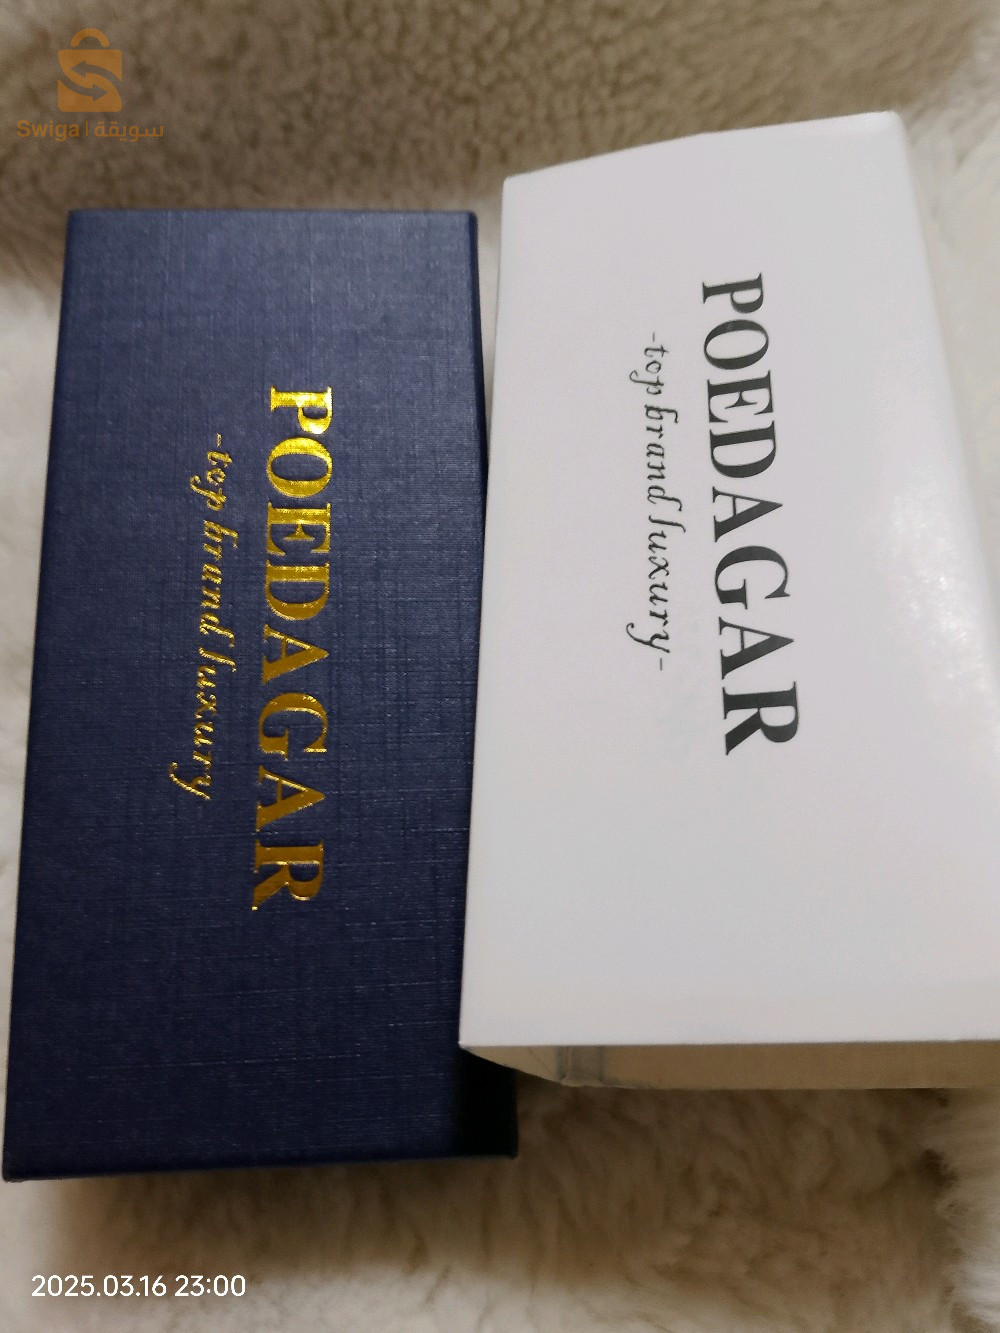 Swiga | سويقة
POEDAGAR
-top brand luxury-
POEDAGAR
-top brand luxury-
2025.03.16 23:00